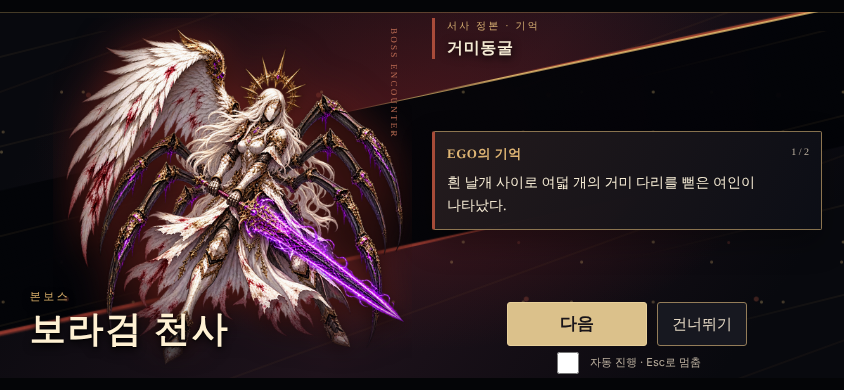 서사 정본 · 기억
거미동굴
BOSS ENCOUNTER
EGO의 기억
1 / 2
흰 날개 사이로 여덟 개의 거미 다리를 뻗은 여인이
나타났다.
본보스
보라검 천사
다음
건너뛰기
자동 진행 · Esc로 멈춤